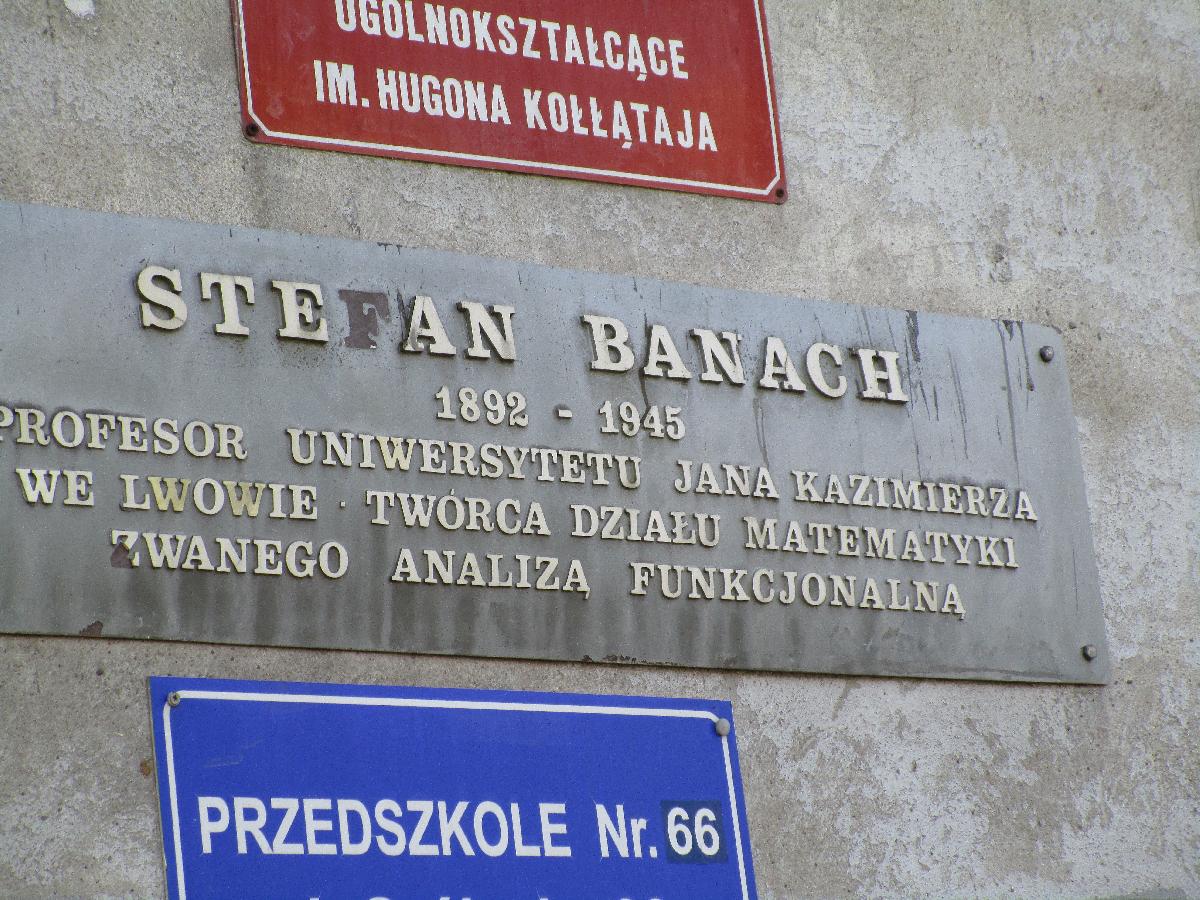 OGÓLNOKSZTAŁCĄCE
IM. HUGONA KOŁŁĄTAJA
STEFAN BANACH
1892 - 1945
PROFESOR UNIWERSYTETU JANA KAZIMIERZA
WE LWOWIE · TWÓRCA DZIAŁU MATEMATYKI
ZWANEGO ANALIZĄ FUNKCJONALNĄ
PRZEDSZKOLE Nr. 66